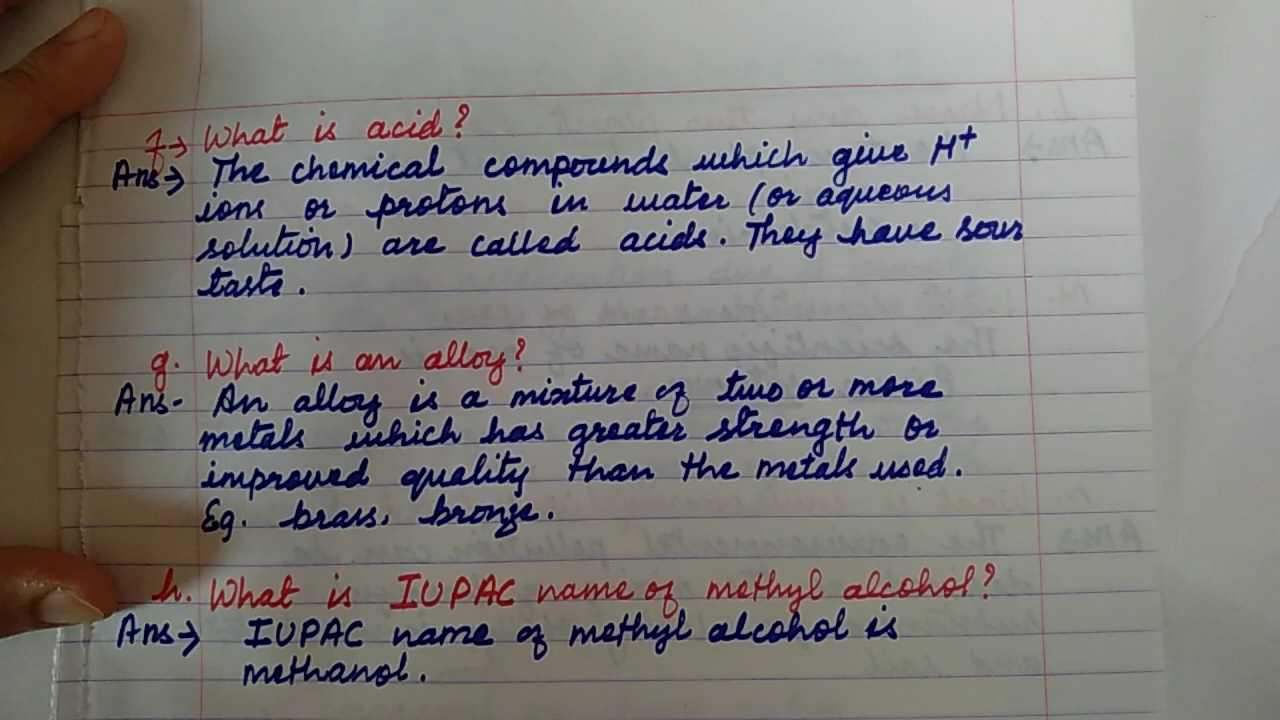 f→ What is acid?
Ans→ The chemical compounds which give H⁺
ions or protons in water (or aqueous
solution) are called acids. They have sour
taste.
g. What is an alloy?
Ans- An alloy is a mixture of two or more
metals which has greater strength or
improved quality than the metals used.
Eg. brass, bronze.
h. What is IUPAC name of methyl alcohol?
Ans→ IUPAC name of methyl alcohol is
methanol.